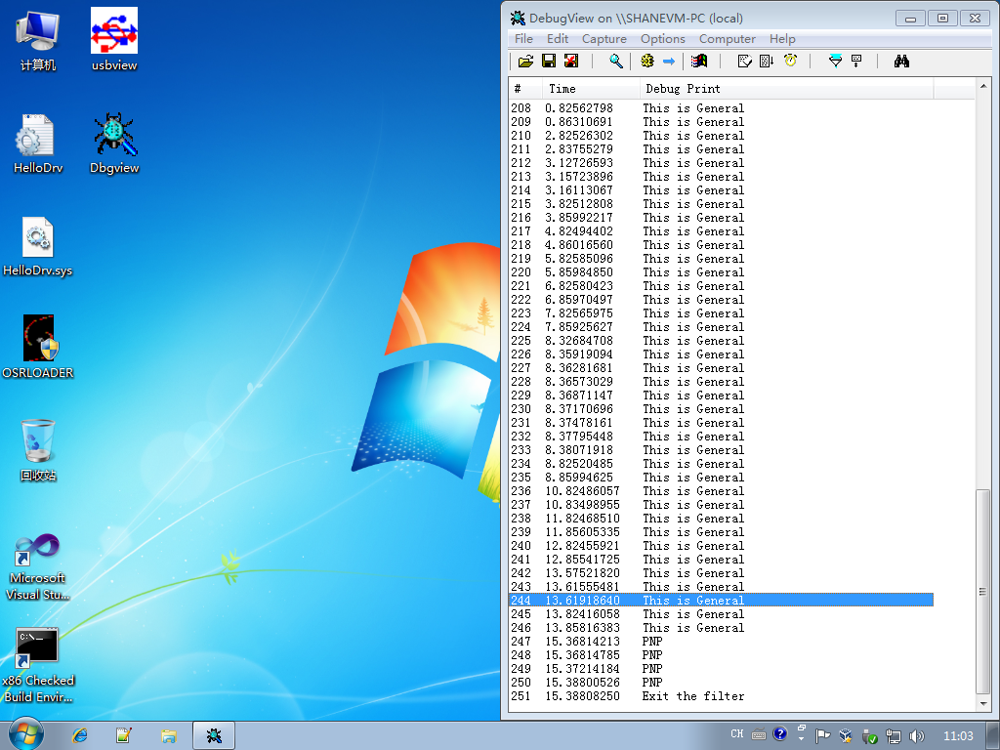 计算机
usbview
HelloDrv
Dbgview
HelloDrv.sys
OSRLOADER
回收站
Microsoft
Visual Stu...
C:\_
x86 Checked
Build Envir...
DebugView on \\SHANEVM-PC (local)
File Edit Capture Options Computer Help
# Time Debug Print
208 0.82562798 This is General
209 0.86310691 This is General
210 2.82526302 This is General
211 2.83755279 This is General
212 3.12726593 This is General
213 3.15723896 This is General
214 3.16113067 This is General
215 3.82512808 This is General
216 3.85992217 This is General
217 4.82494402 This is General
218 4.86016560 This is General
219 5.82585096 This is General
220 5.85984850 This is General
221 6.82580423 This is General
222 6.85970497 This is General
223 7.82565975 This is General
224 7.85925627 This is General
225 8.32684708 This is General
226 8.35919094 This is General
227 8.36281681 This is General
228 8.36573029 This is General
229 8.36871147 This is General
230 8.37170696 This is General
231 8.37478161 This is General
232 8.37795448 This is General
233 8.38071918 This is General
234 8.82520485 This is General
235 8.85994625 This is General
236 10.82486057 This is General
237 10.83498955 This is General
238 11.82468510 This is General
239 11.85605335 This is General
240 12.82455921 This is General
241 12.85541725 This is General
242 13.57521820 This is General
243 13.61555481 This is General
244 13.61918640 This is General
245 13.82416058 This is General
246 13.85816383 This is General
247 15.36814213 PNP
248 15.36814785 PNP
249 15.37214184 PNP
250 15.38800526 PNP
251 15.38808250 Exit the filter
CH
11:03